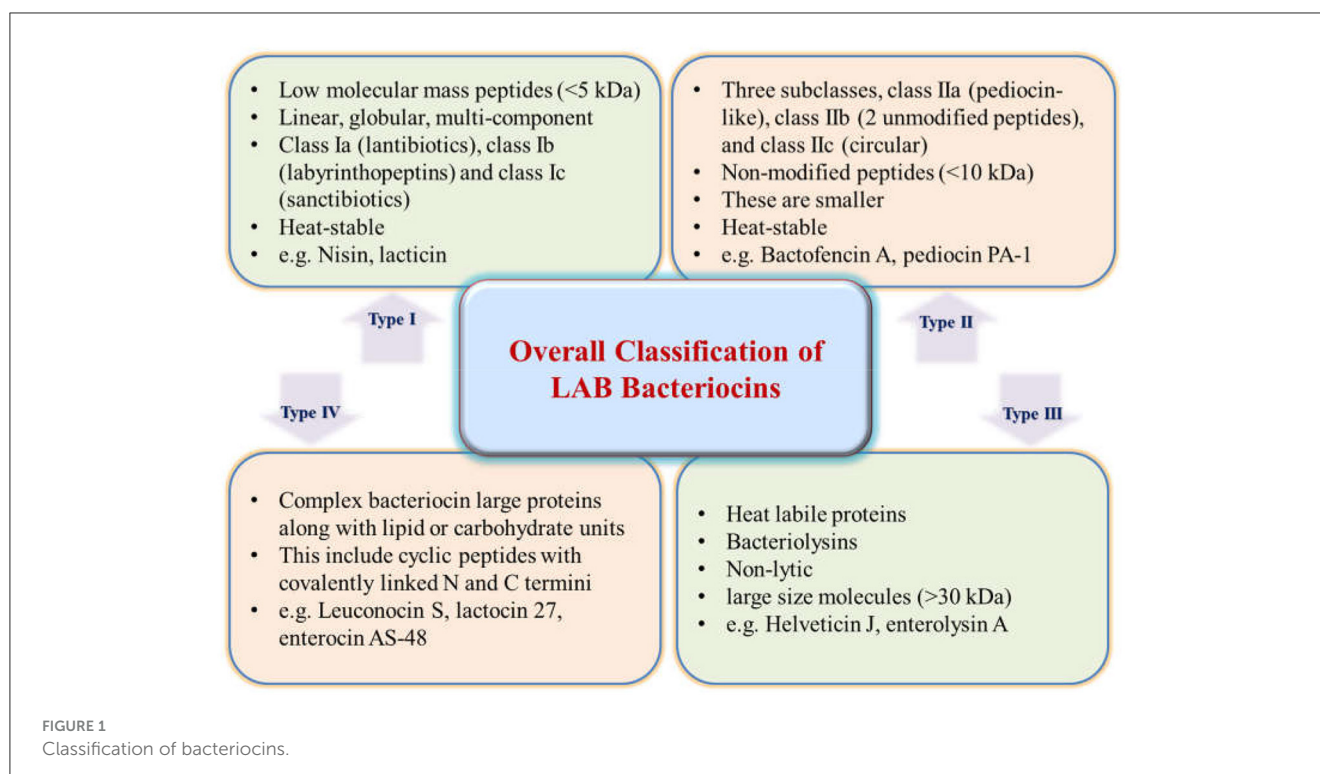 • Low molecular mass peptides (<5 kDa)
• Linear, globular, multi-component
• Class Ia (lantibiotics), class Ib
(labyrinthopeptins) and class Ic
(sanctibiotics)
• Heat-stable
• e.g. Nisin, lacticin
• Three subclasses, class IIa (pediocin-
like), class IIb (2 unmodified peptides),
and class IIc (circular)
• Non-modified peptides (<10 kDa)
• These are smaller
• Heat-stable
• e.g. Bactofencin A, pediocin PA-1
Type I
Type II
Overall Classification of
LAB Bacteriocins
Type IV
Type III
• Complex bacteriocin large proteins
along with lipid or carbohydrate units
• This include cyclic peptides with
covalently linked N and C termini
• e.g. Leuconocin S, lactocin 27,
enterocin AS-48
• Heat labile proteins
• Bacteriolysins
• Non-lytic
• large size molecules (>30 kDa)
• e.g. Helveticin J, enterolysin A
FIGURE 1
Classification of bacteriocins.